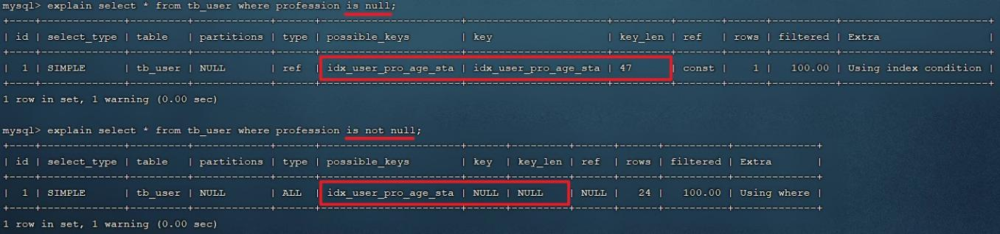 mysql> explain select * from tb_user where profession is null;
+----+-------------+---------+------------+------+----------------------+----------------------+---------+-------+------+----------+-----------------------+
| id | select_type | table | partitions | type | possible_keys | key | key_len | ref | rows | filtered | Extra |
+----+-------------+---------+------------+------+----------------------+----------------------+---------+-------+------+----------+-----------------------+
| 1 | SIMPLE | tb_user | NULL | ref | idx_user_pro_age_sta | idx_user_pro_age_sta | 47 | const | 1 | 100.00 | Using index condition |
+----+-------------+---------+------------+------+----------------------+----------------------+---------+-------+------+----------+-----------------------+
1 row in set, 1 warning (0.00 sec)
mysql> explain select * from tb_user where profession is not null;
+----+-------------+---------+------------+------+----------------------+------+---------+------+------+----------+-------------+
| id | select_type | table | partitions | type | possible_keys | key | key_len | ref | rows | filtered | Extra |
+----+-------------+---------+------------+------+----------------------+------+---------+------+------+----------+-------------+
| 1 | SIMPLE | tb_user | NULL | ALL | idx_user_pro_age_sta | NULL | NULL | NULL | 24 | 100.00 | Using where |
+----+-------------+---------+------------+------+----------------------+------+---------+------+------+----------+-------------+
1 row in set, 1 warning (0.00 sec)